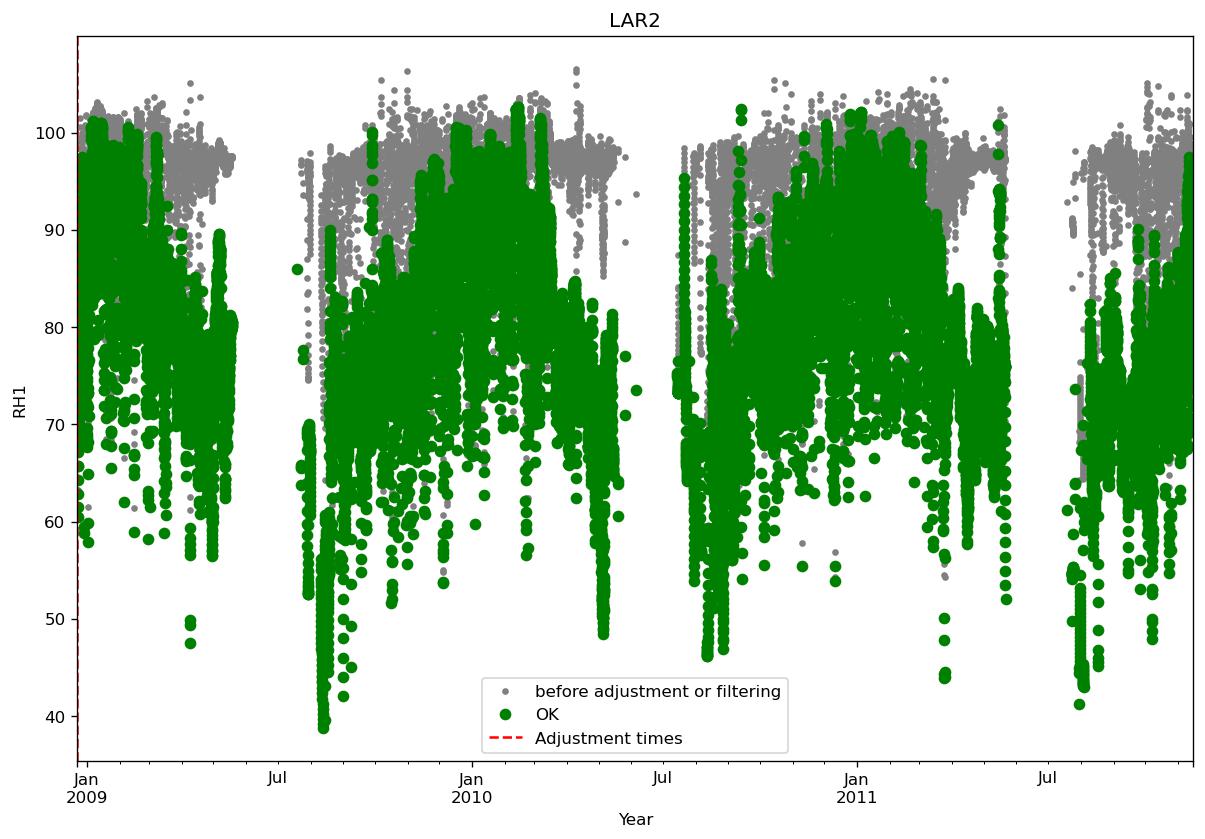 LAR2
RH1
100
90
80
70
60
50
40
before adjustment or filtering
OK
Adjustment times
Jan
2009
Jul
Jan
2010
Jul
Jan
2011
Jul
Year